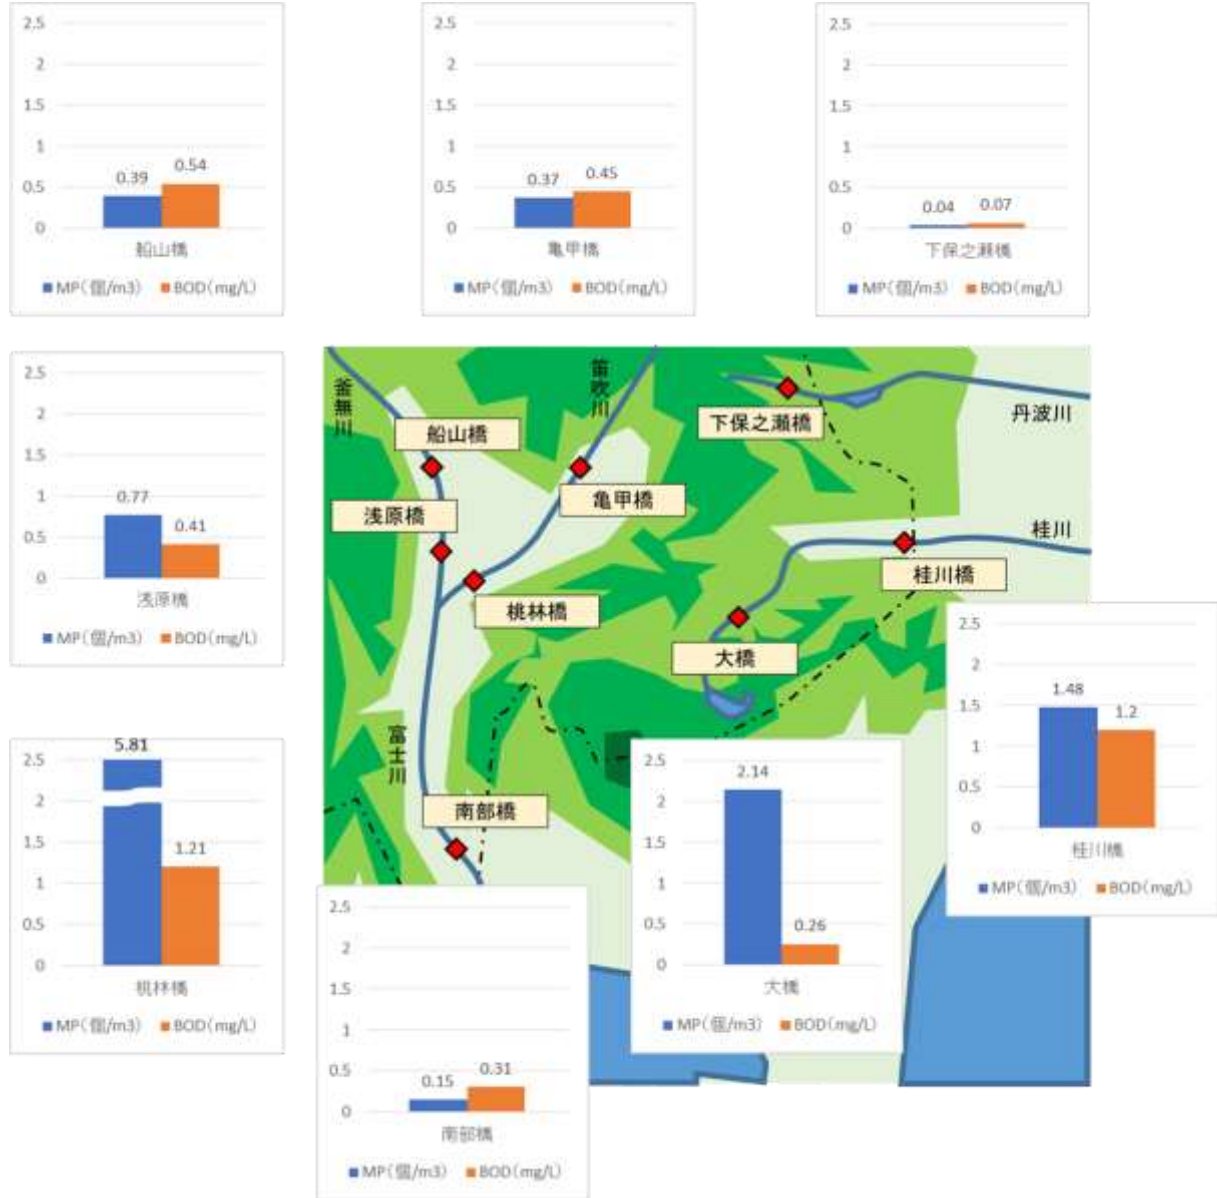 2.5
2
1.5
1
0.5
0
0.39
0.54
船山橋
MP(個/m3) BOD(mg/L)
2.5
2
1.5
1
0.5
0
0.37
0.45
亀甲橋
MP(個/m3) BOD(mg/L)
2.5
2
1.5
1
0.5
0
0.04
0.07
下保之瀬橋
MP(個/m3) BOD(mg/L)
2.5
2
1.5
1
0.5
0
0.77
0.41
浅原橋
MP(個/m3) BOD(mg/L)
釜無川
笛吹川
丹波川
桂川
富士川
船山橋
下保之瀬橋
亀甲橋
浅原橋
桂川橋
桃林橋
大橋
南部橋
2.5
2
1.5
1
0.5
0
5.81
1.21
桃林橋
MP(個/m3) BOD(mg/L)
2.5
2
1.5
1
0.5
0
0.15
0.31
南部橋
MP(個/m3) BOD(mg/L)
2.5
2
1.5
1
0.5
0
2.14
0.26
大橋
MP(個/m3) BOD(mg/L)
2.5
2
1.5
1
0.5
0
1.48
1.2
桂川橋
MP(個/m3) BOD(mg/L)